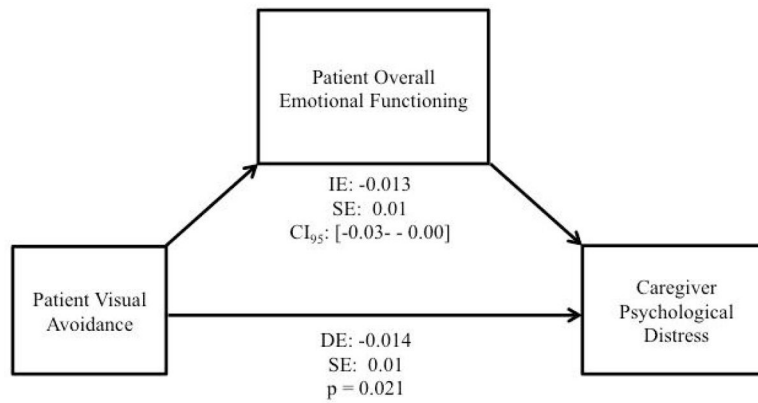 Patient Overall
Emotional Functioning
IE: -0.013
SE: 0.01
CI₉₅: [-0.03- - 0.00]
Patient Visual
Avoidance
Caregiver
Psychological
Distress
DE: -0.014
SE: 0.01
p = 0.021